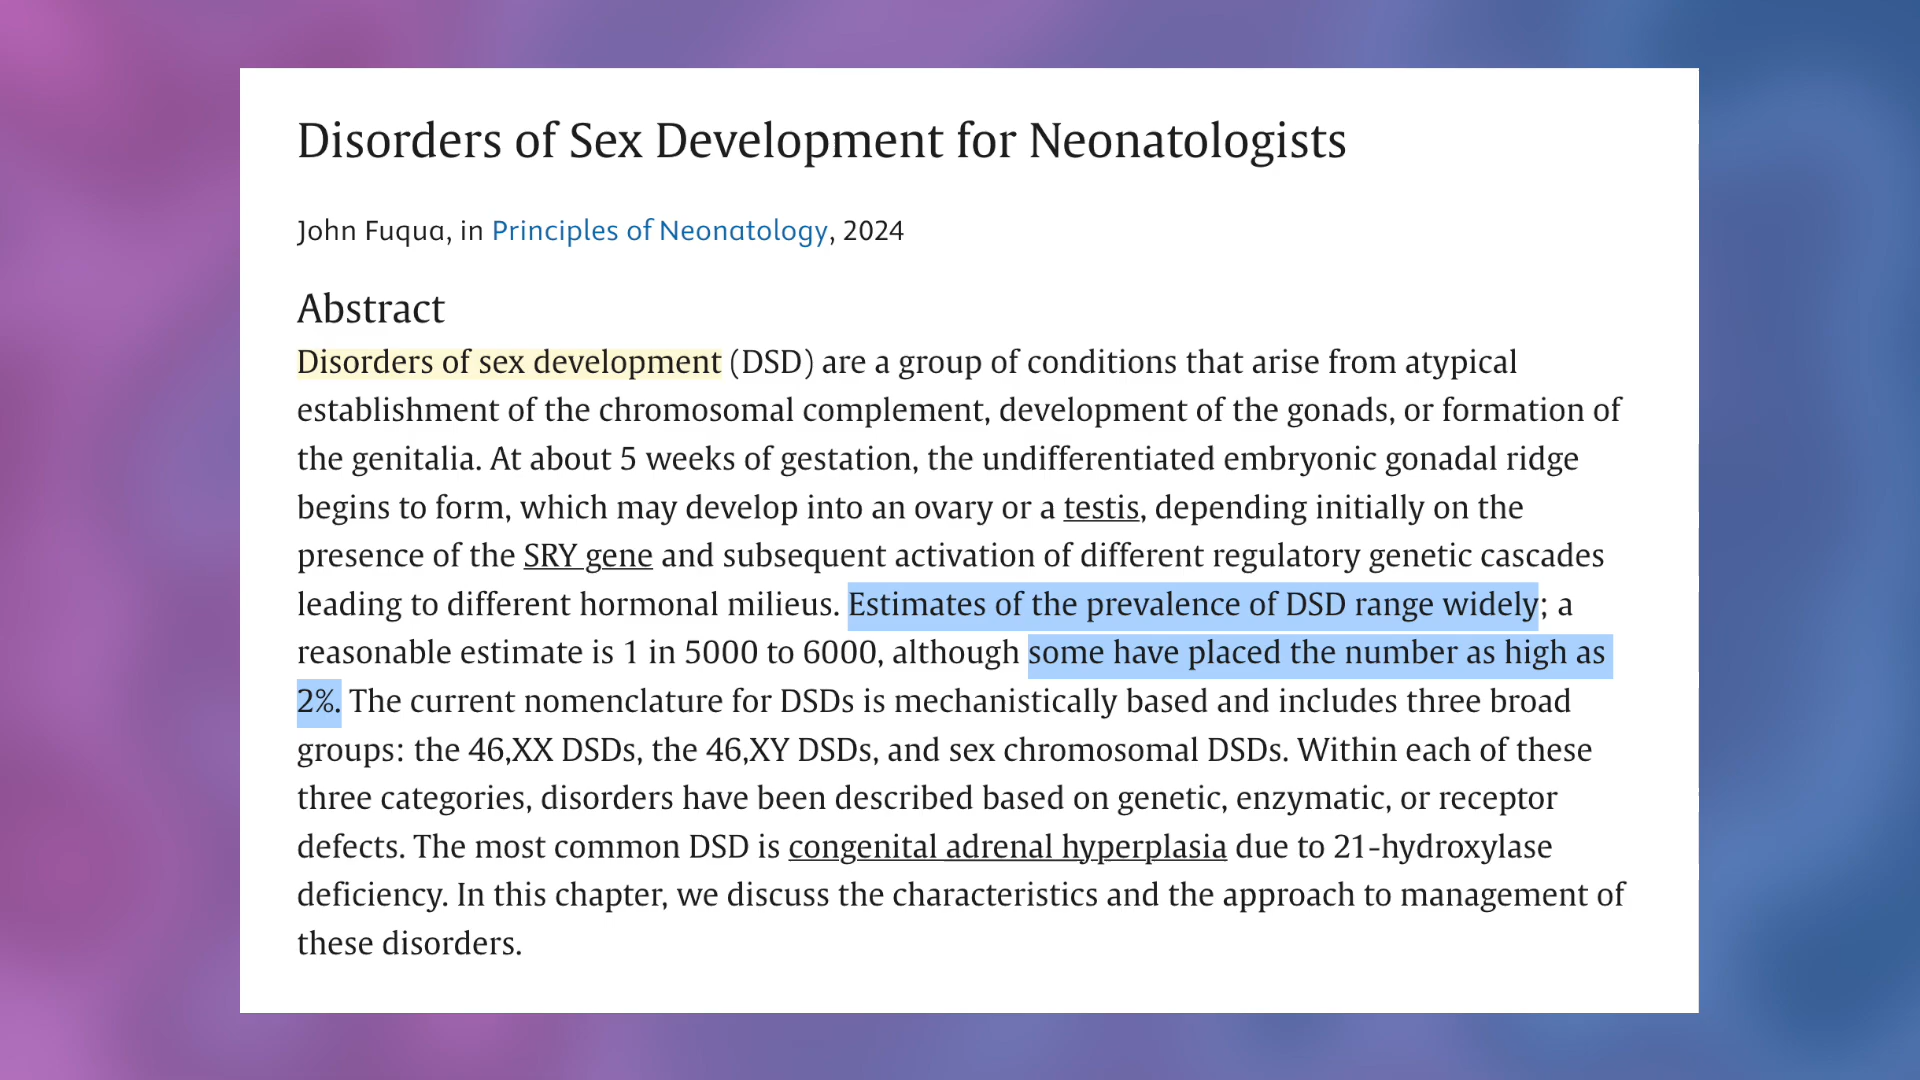 Disorders of Sex Development for Neonatologists
John Fuqua, in Principles of Neonatology, 2024
Abstract
Disorders of sex development (DSD) are a group of conditions that arise from atypical
establishment of the chromosomal complement, development of the gonads, or formation of
the genitalia. At about 5 weeks of gestation, the undifferentiated embryonic gonadal ridge
begins to form, which may develop into an ovary or a testis, depending initially on the
presence of the SRY gene and subsequent activation of different regulatory genetic cascades
leading to different hormonal milieus. Estimates of the prevalence of DSD range widely; a
reasonable estimate is 1 in 5000 to 6000, although some have placed the number as high as
2%. The current nomenclature for DSDs is mechanistically based and includes three broad
groups: the 46,XX DSDs, the 46,XY DSDs, and sex chromosomal DSDs. Within each of these
three categories, disorders have been described based on genetic, enzymatic, or receptor
defects. The most common DSD is congenital adrenal hyperplasia due to 21-hydroxylase
deficiency. In this chapter, we discuss the characteristics and the approach to management of
these disorders.